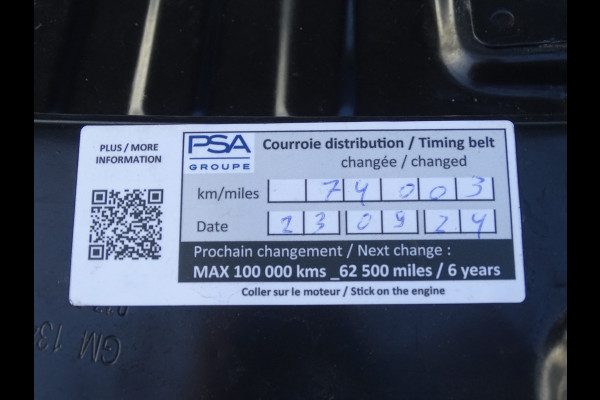 PLUS / MORE
INFORMATION
PSA
GROUPE
Courroie distribution / Timing belt
changée / changed
km/miles 74003
Date 23 09 24
Prochain changement / Next change :
MAX 100 000 kms _62 500 miles / 6 years
Coller sur le moteur / Stick on the engine
GM